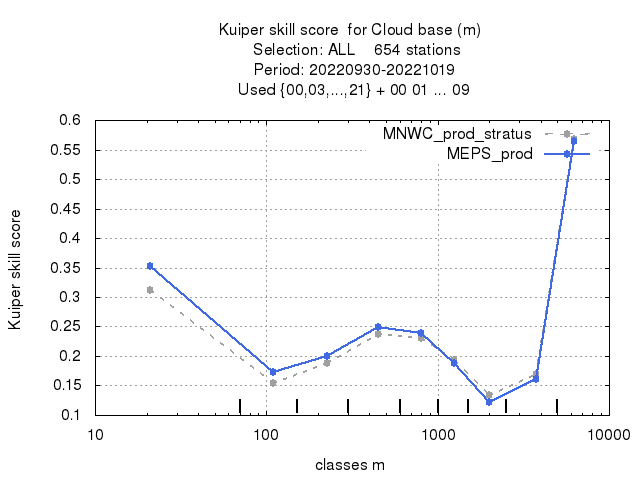 Kuiper skill score for Cloud base (m)
Selection: ALL 654 stations
Period: 20220930-20221019
Used {00,03,...,21} + 00 01 ... 09
MNWC_prod_stratus
MEPS_prod
Kuiper skill score
0.6
0.55
0.5
0.45
0.4
0.35
0.3
0.25
0.2
0.15
0.1
10 100 1000 10000
classes m